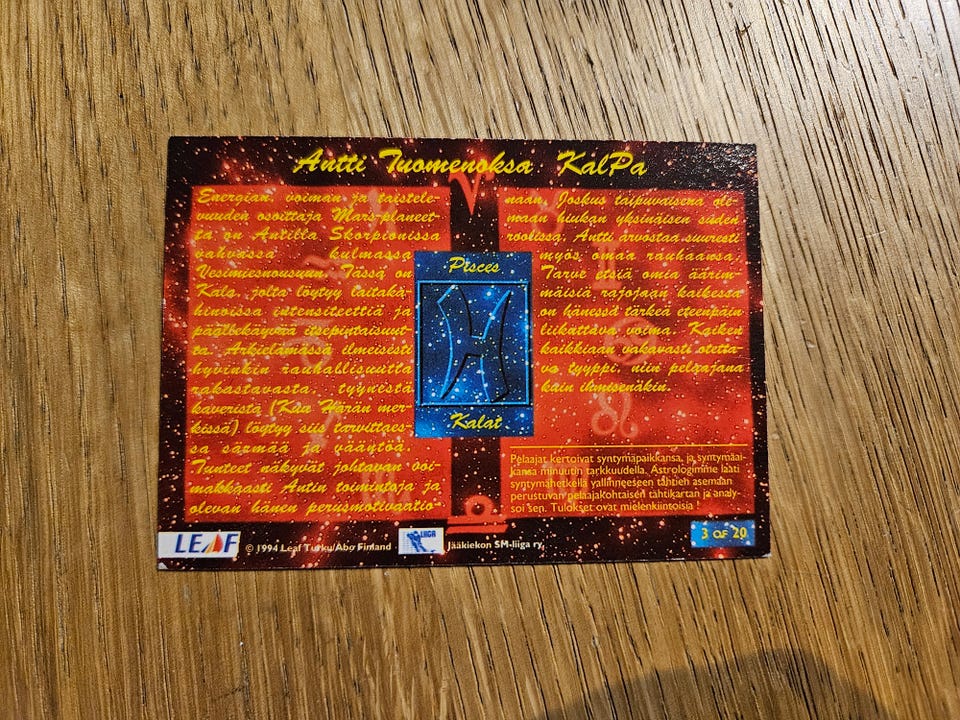 Antti Tuomenoksa KalPa
Energian voiman ja taistele-
vuuden osoittaja Mars-planeet-
ta on Antilla Skorpionissa
vahvassa kulmassa
Vesimiesnousuun. Tässä on
Kala, jolta löytyy laitakä-
hinoissa intensiteettiä ja
päällekäyvää itsepintaisuut-
ta. Arkielämässä ilmeisesti
hyvinkin rauhallisuutta
rakastavasta, tyynestä
kaverista (Kuu Härän mer-
kissä) löytyy siis tarvittaes-
sa särmää ja vääntöä.
Tunteet näkyvät johtavan voi-
makkaasti Antin toimintoja ja
olevan hänen perusmotivaatio-
Pisces
Kalat
naan. Joskus taipuvaisena ole-
maan hiukan yksinäisen suden
roolissa, Antti arvostaa suuresti
myös omaa rauhaansa.
Tarve etsiä omia äärim-
mäisiä rajojaan kaikessa
on hänessä tärkeä eteenpäin
liikuttava voima. Kaiken
kaikkiaan vakavasti otetta-
va tyyppi, niin pelaajana
kuin ihmisenäkin.
Pelaajat kertoivat syntymäpaikkansa, ja syntymäai-
kansa minuutin tarkkuudella. Astrologimme laati
syntymähetkellä vallinneeseen tähtien asemaan
perustuvan pelaajakohtaisen tähtikartan ja analy-
soi sen. Tulokset ovat mielenkiintoisia !
LEAF
© 1994 Leaf Turku/Åbo Finland
LIIGA
Jääkiekon SM-liiga ry.
3 OF 20